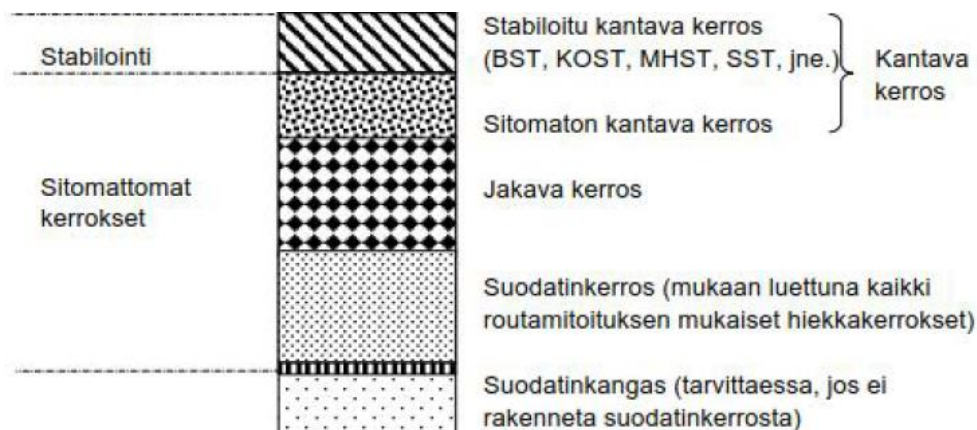 Stabilointi
Stabiloitu kantava kerros
(BST, KOST, MHST, SST, jne.)
Kantava
kerros
Sitomaton kantava kerros
Sitomattomat
kerrokset
Jakava kerros
Suodatinkerros (mukaan luettuna kaikki
routamitoituksen mukaiset hiekkakerrokset)
Suodatinkangas (tarvittaessa, jos ei
rakenneta suodatinkerrosta)